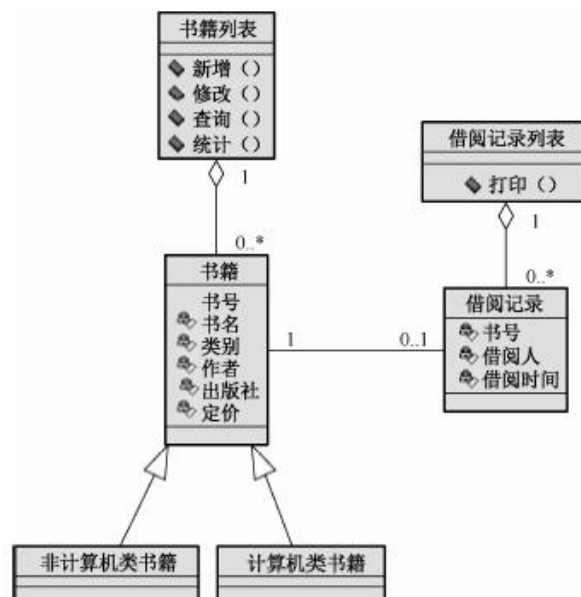 书籍列表
新增（）
修改（）
查询（）
统计（）
1
0..*
借阅记录列表
打印（）
1
0..*
书籍
书号
书名
类别
作者
出版社
定价
1
0..1
借阅记录
书号
借阅人
借阅时间
非计算机类书籍
计算机类书籍